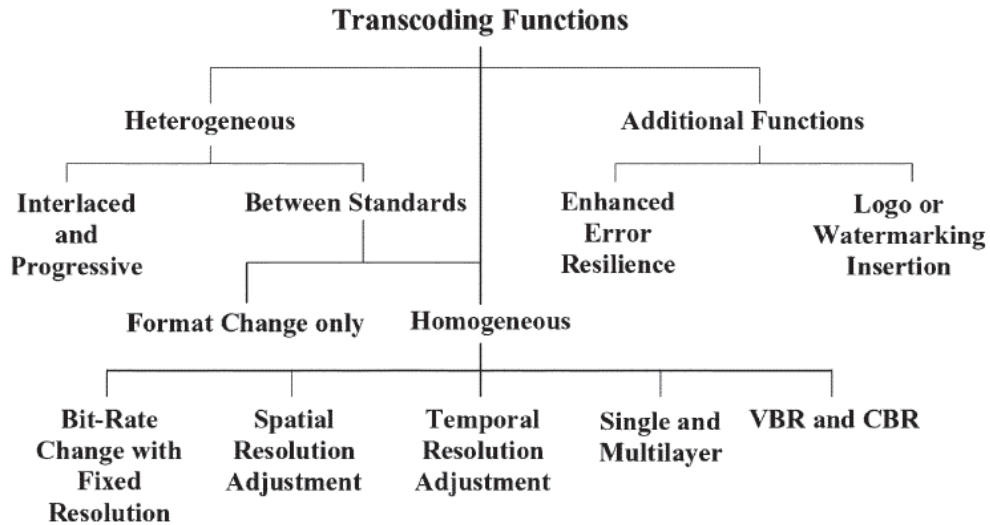 Transcoding Functions
Heterogeneous
Additional Functions
Interlaced
and
Progressive
Between Standards
Enhanced
Error
Resilience
Logo or
Watermarking
Insertion
Format Change only
Homogeneous
Bit-Rate
Change with
Fixed
Resolution
Spatial
Resolution
Adjustment
Temporal
Resolution
Adjustment
Single and
Multilayer
VBR and CBR